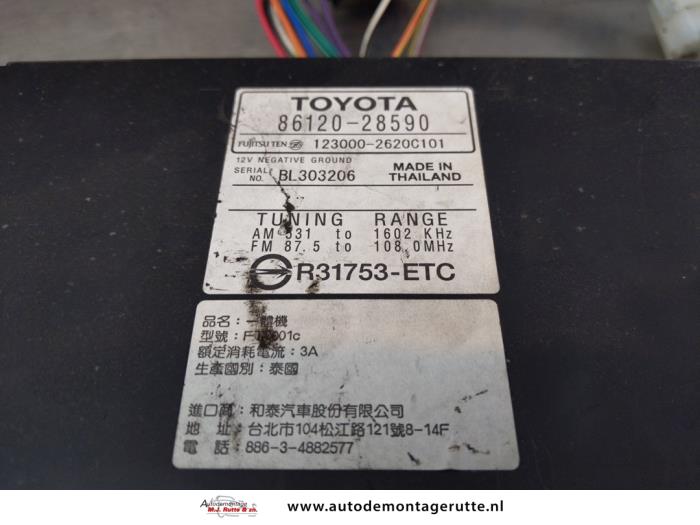 TOYOTA
86120-28590
FUJITSU TEN 123000-2620C101
12V NEGATIVE GROUND
SERIAL NO. BL303206
MADE IN THAILAND
TUNING RANGE
AM 531 to 1602 KHz
FM 87.5 to 108.0MHz
R31753-ETC
品名：一體機
型號：
額定消耗電流：3A
生產國別：泰國
進口商：和泰汽車股份有限公司
地 址：台北市104松江路121號8-14F
電 話：886-3-4882577
Autodemontage
M.J. Rutte & zn.
www.autodemontagerutte.nl